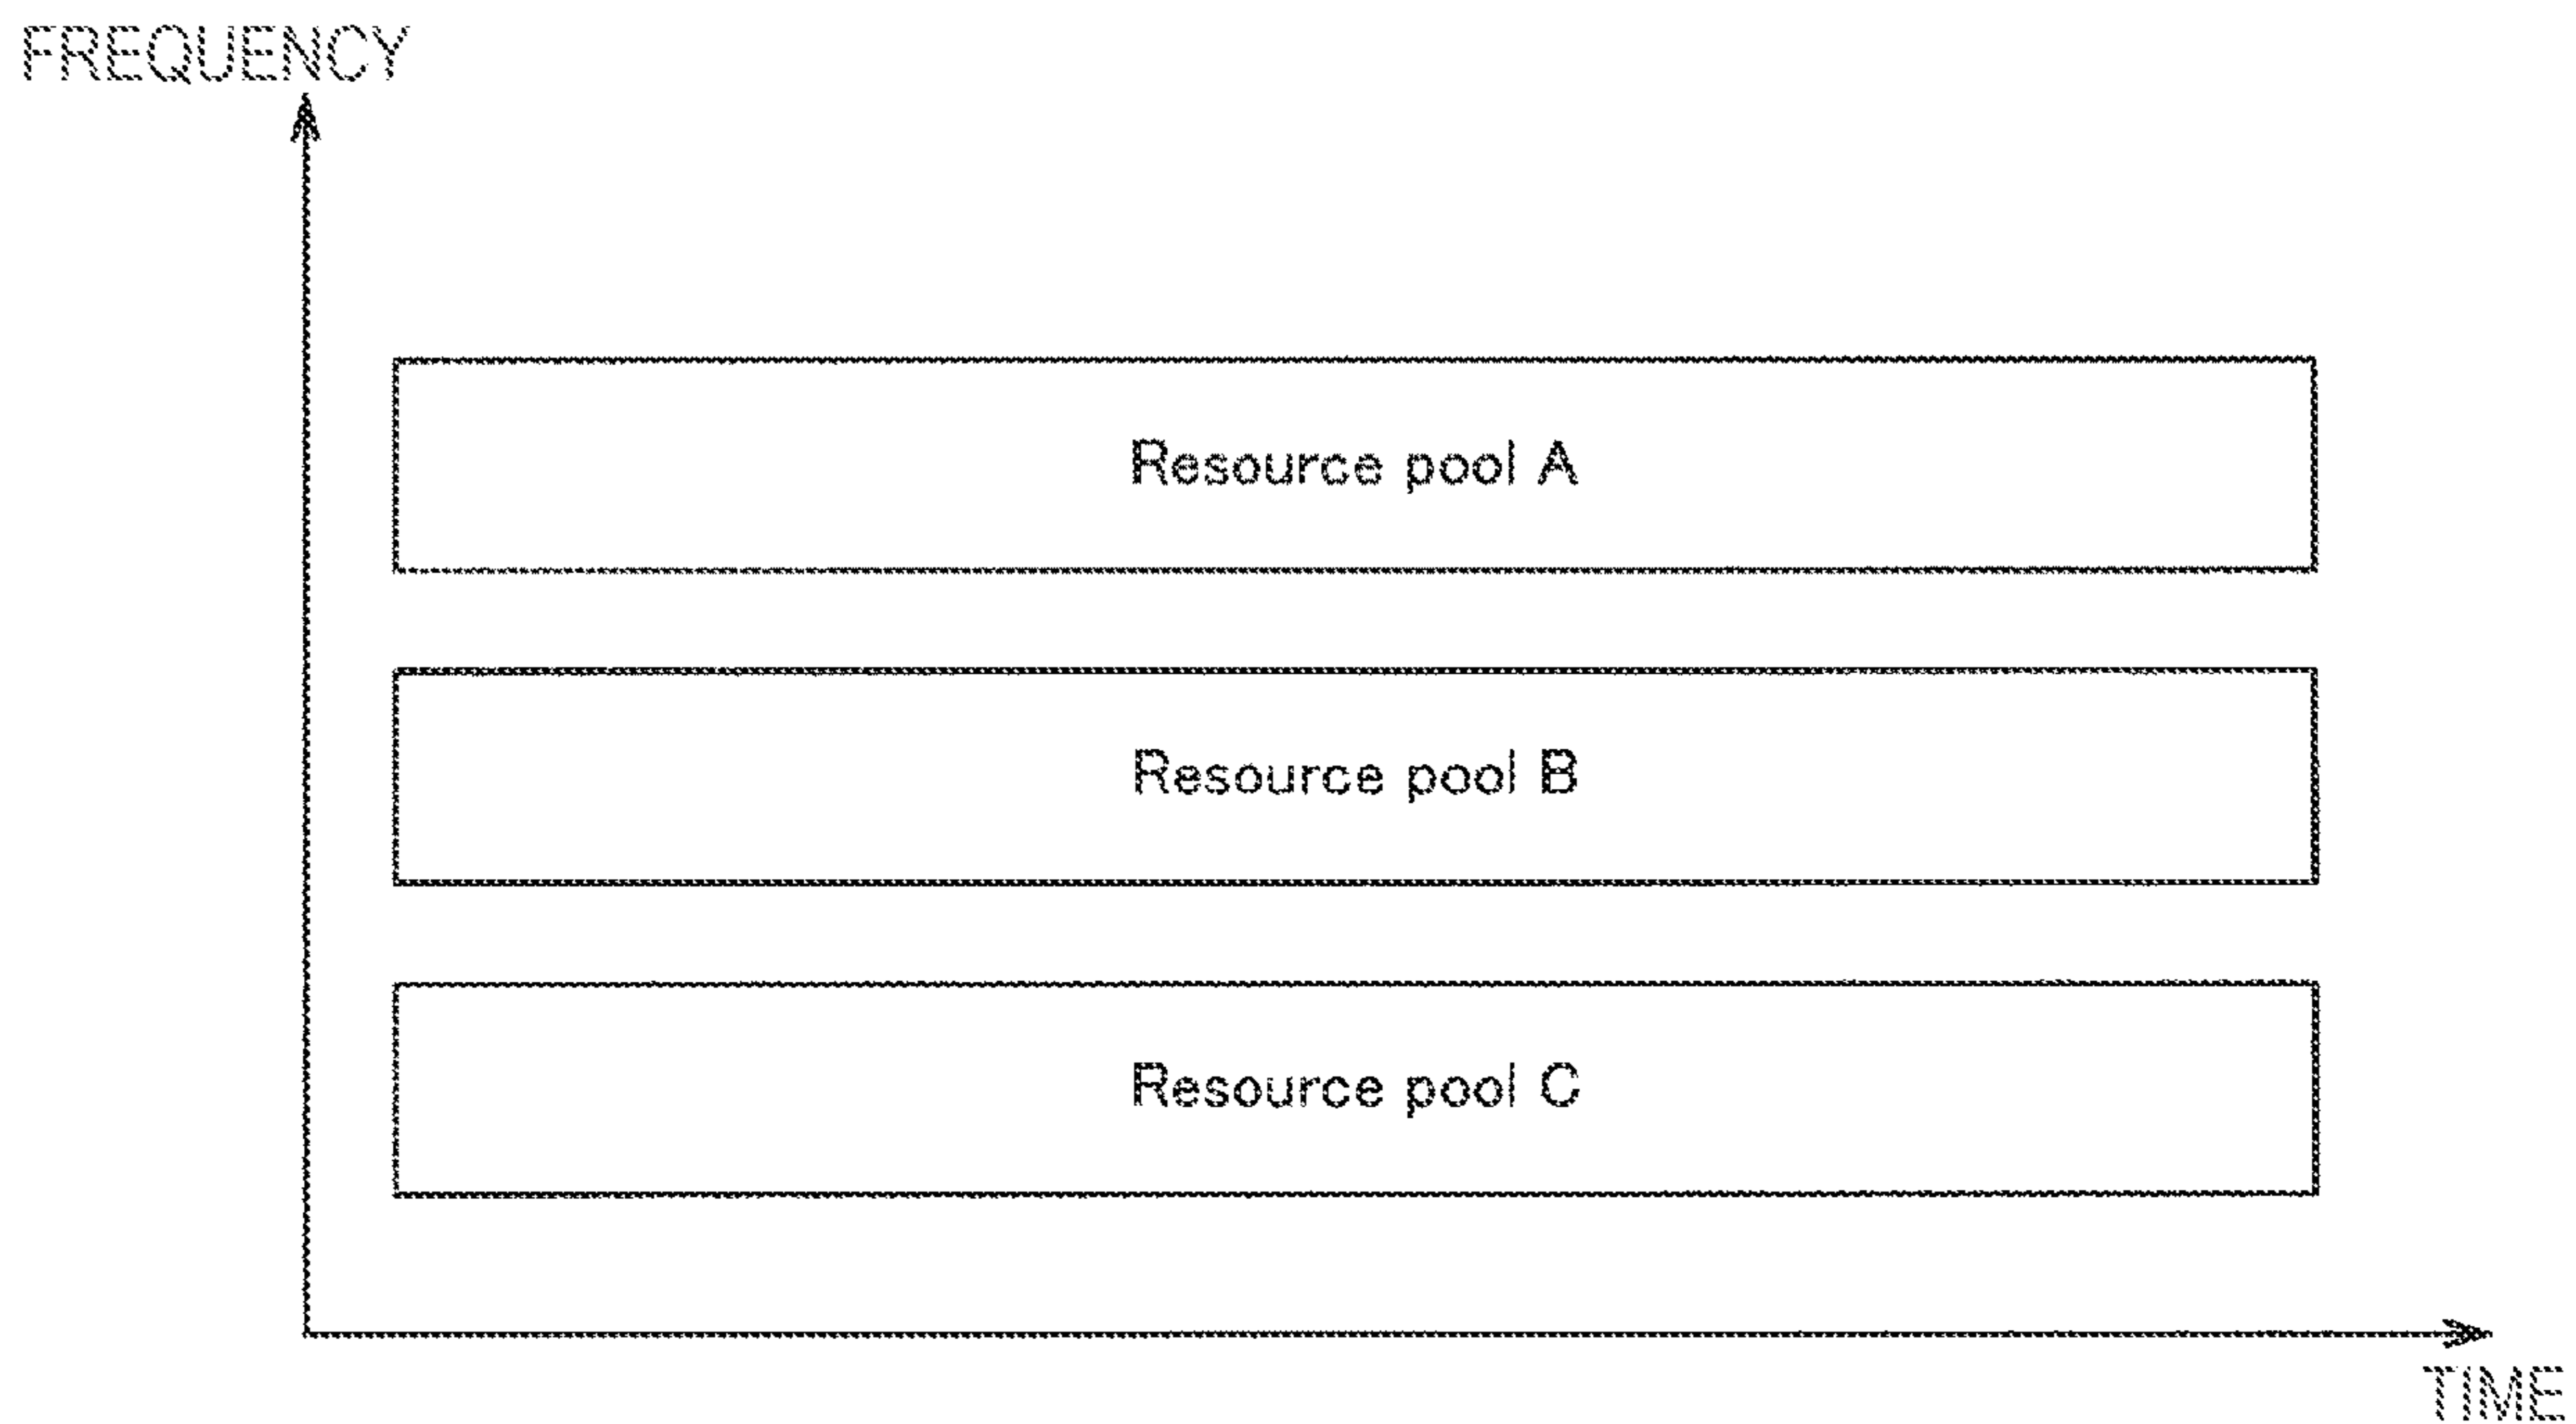 FREQUENCY
Resource pool A
Resource pool B
Resource pool C
TIME